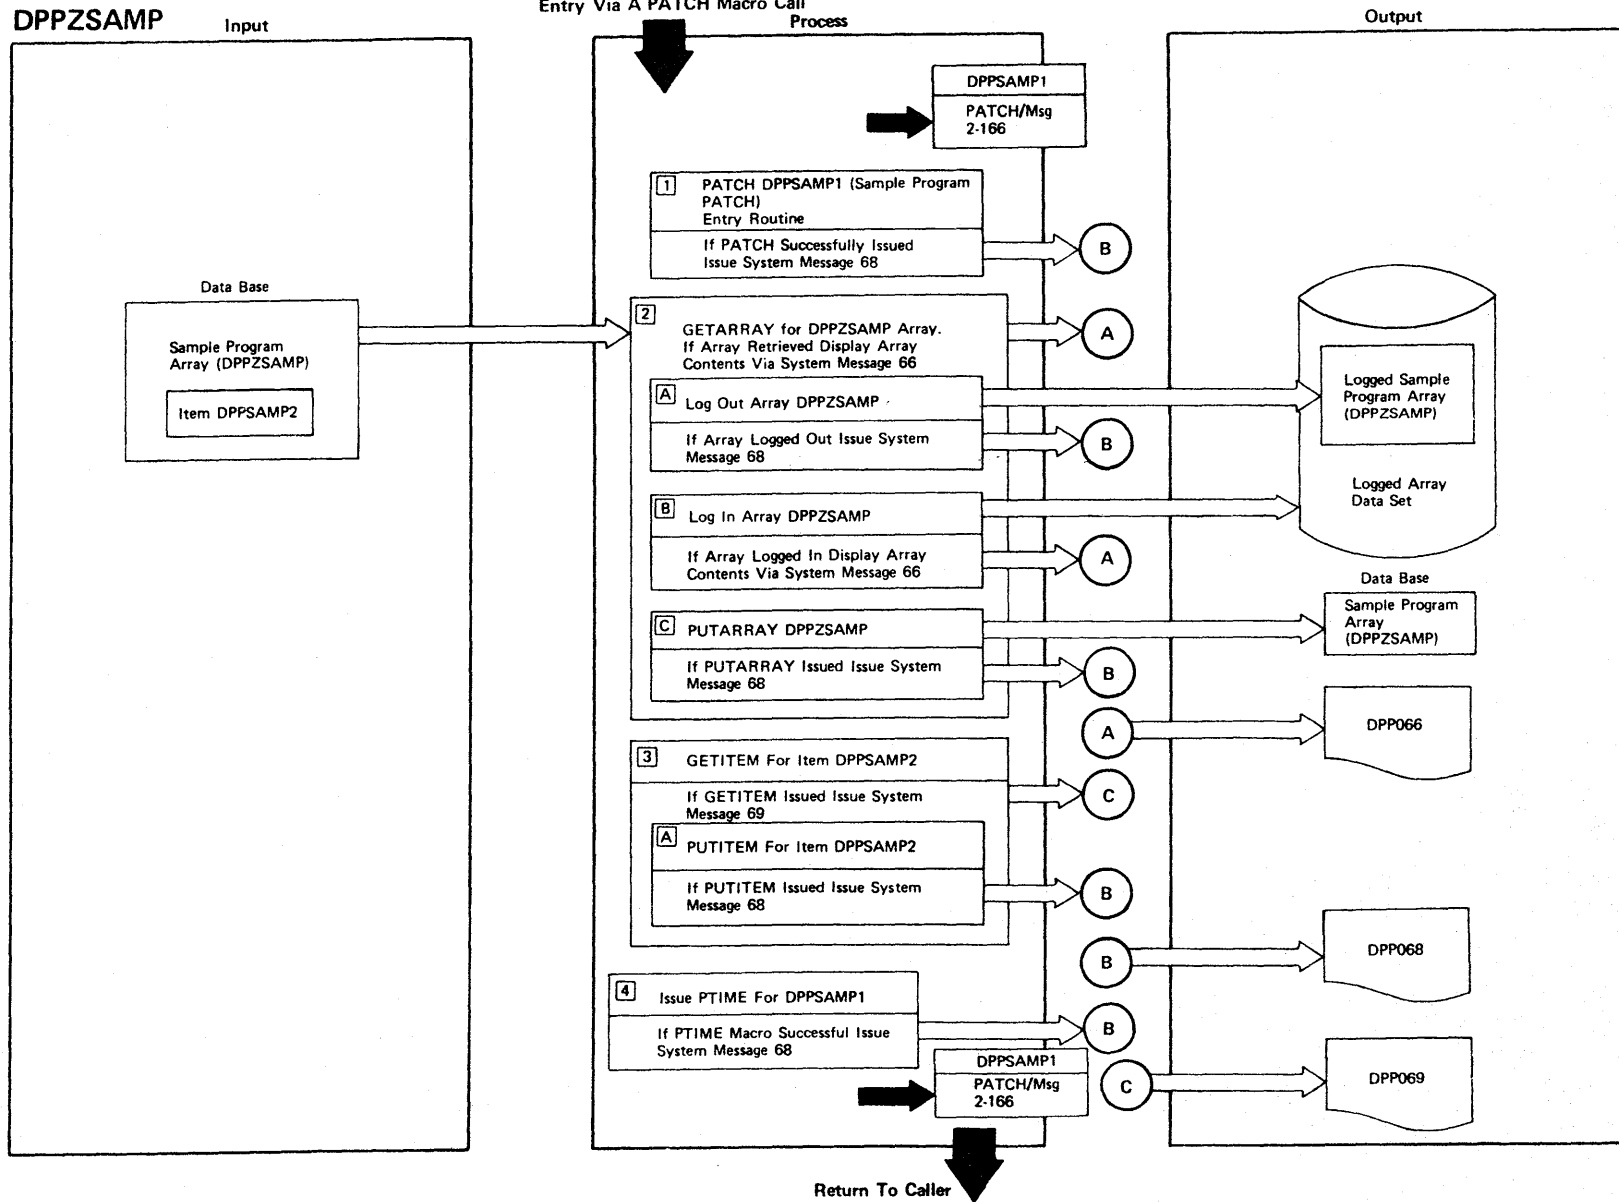 DPPZSAMP
Input
Entry Via A PATCH Macro Call
Process
Output
DPPSAMP1
PATCH/Msg
2-166
1 PATCH DPPSAMP1 (Sample Program
PATCH)
Entry Routine
If PATCH Successfully Issued
Issue System Message 68
B
Data Base
Sample Program
Array (DPPZSAMP)
Item DPPSAMP2
2
GETARRAY for DPPZSAMP Array.
If Array Retrieved Display Array
Contents Via System Message 66
A
A Log Out Array DPPZSAMP
If Array Logged Out Issue System
Message 68
B
Logged Sample
Program Array
(DPPZSAMP)
Logged Array
Data Set
B Log In Array DPPZSAMP
If Array Logged In Display Array
Contents Via System Message 66
A
C PUTARRAY DPPZSAMP
If PUTARRAY Issued Issue System
Message 68
B
Data Base
Sample Program
Array
(DPPZSAMP)
A
DPP066
3 GETITEM For Item DPPSAMP2
If GETITEM Issued Issue System
Message 69
C
A
PUTITEM For Item DPPSAMP2
If PUTITEM Issued Issue System
Message 68
B
B
DPP068
4 Issue PTIME For DPPSAMP1
If PTIME Macro Successful Issue
System Message 68
B
DPPSAMP1
PATCH/Msg
2-166
C
DPP069
Return To Caller